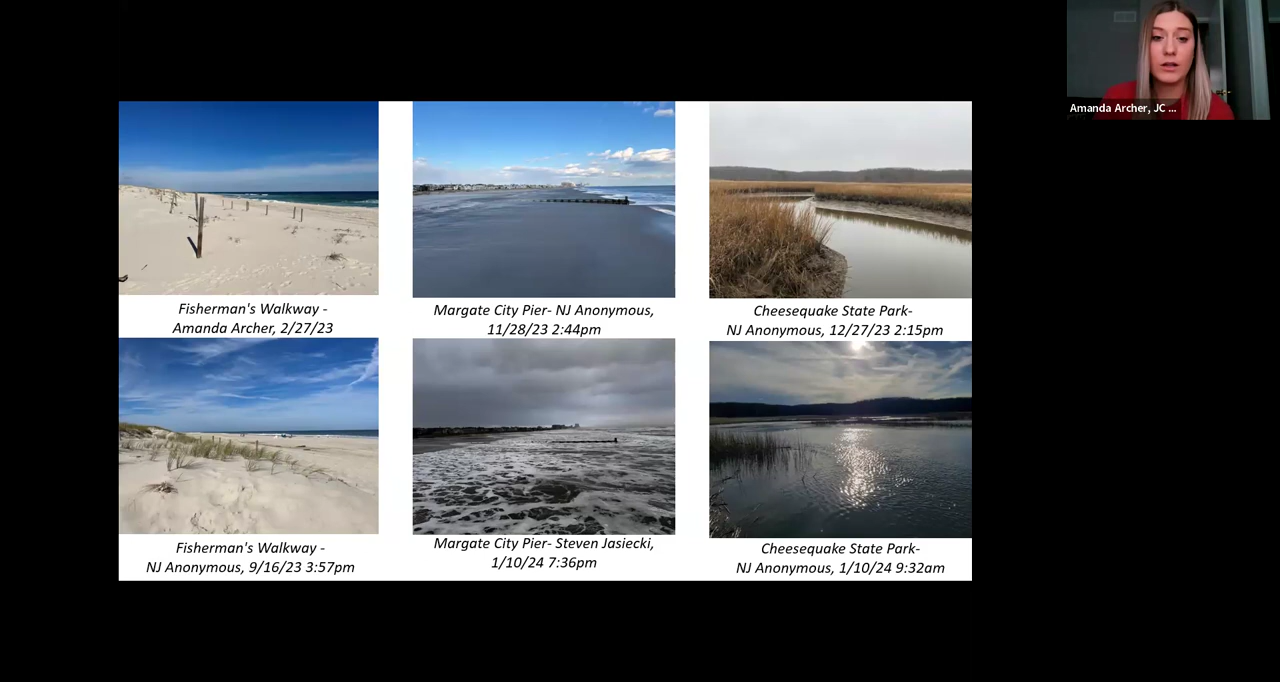 Amanda Archer, JC ...
Fisherman's Walkway -
Amanda Archer, 2/27/23
Margate City Pier- NJ Anonymous,
11/28/23 2:44pm
Cheesequake State Park-
NJ Anonymous, 12/27/23 2:15pm
Fisherman's Walkway -
NJ Anonymous, 9/16/23 3:57pm
Margate City Pier- Steven Jasiecki,
1/10/24 7:36pm
Cheesequake State Park-
NJ Anonymous, 1/10/24 9:32am